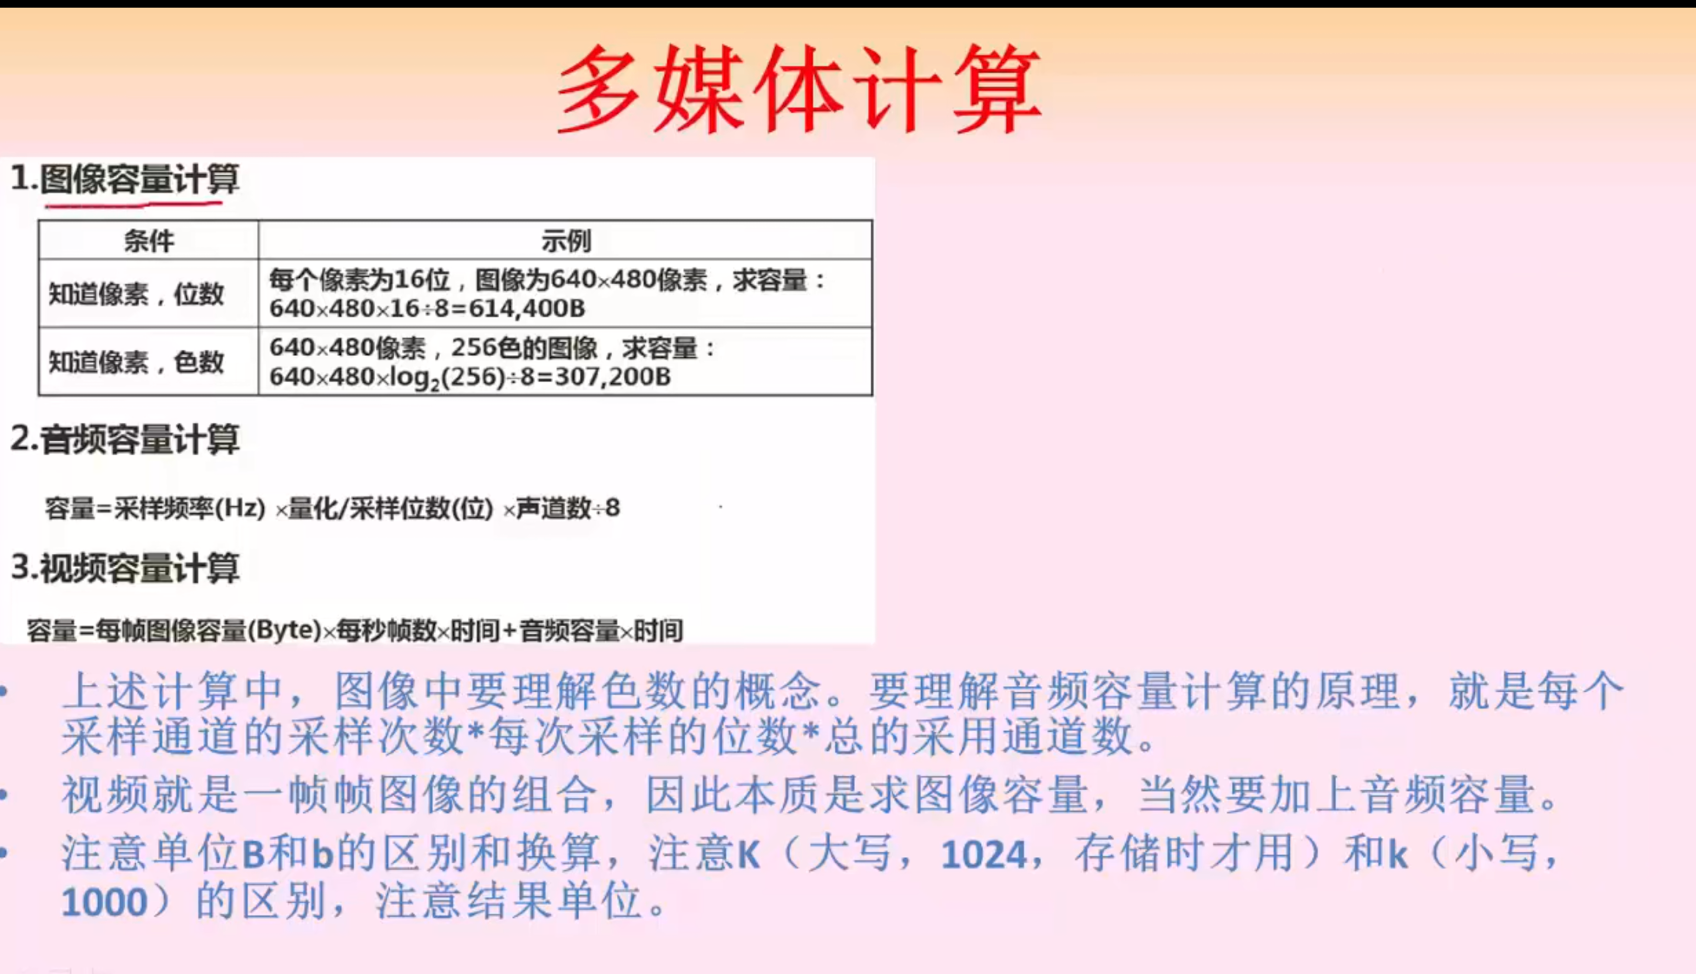 多媒体计算
1.图像容量计算
条件 示例
知道像素，位数 每个像素为16位，图像为640×480像素，求容量：
640×480×16÷8=614,400B
知道像素，色数 640×480像素，256色的图像，求容量：
640×480×log₂(256)÷8=307,200B
2.音频容量计算
容量=采样频率(Hz) ×量化/采样位数(位) ×声道数÷8
3.视频容量计算
容量=每帧图像容量(Byte)×每秒帧数×时间+音频容量×时间
• 上述计算中，图像中要理解色数的概念。要理解音频容量计算的原理，就是每个
采样通道的采样次数*每次采样的位数*总的采用通道数。
• 视频就是一帧帧图像的组合，因此本质是求图像容量，当然要加上音频容量。
• 注意单位B和b的区别和换算，注意K（大写，1024，存储时才用）和k（小写，
1000）的区别，注意结果单位。